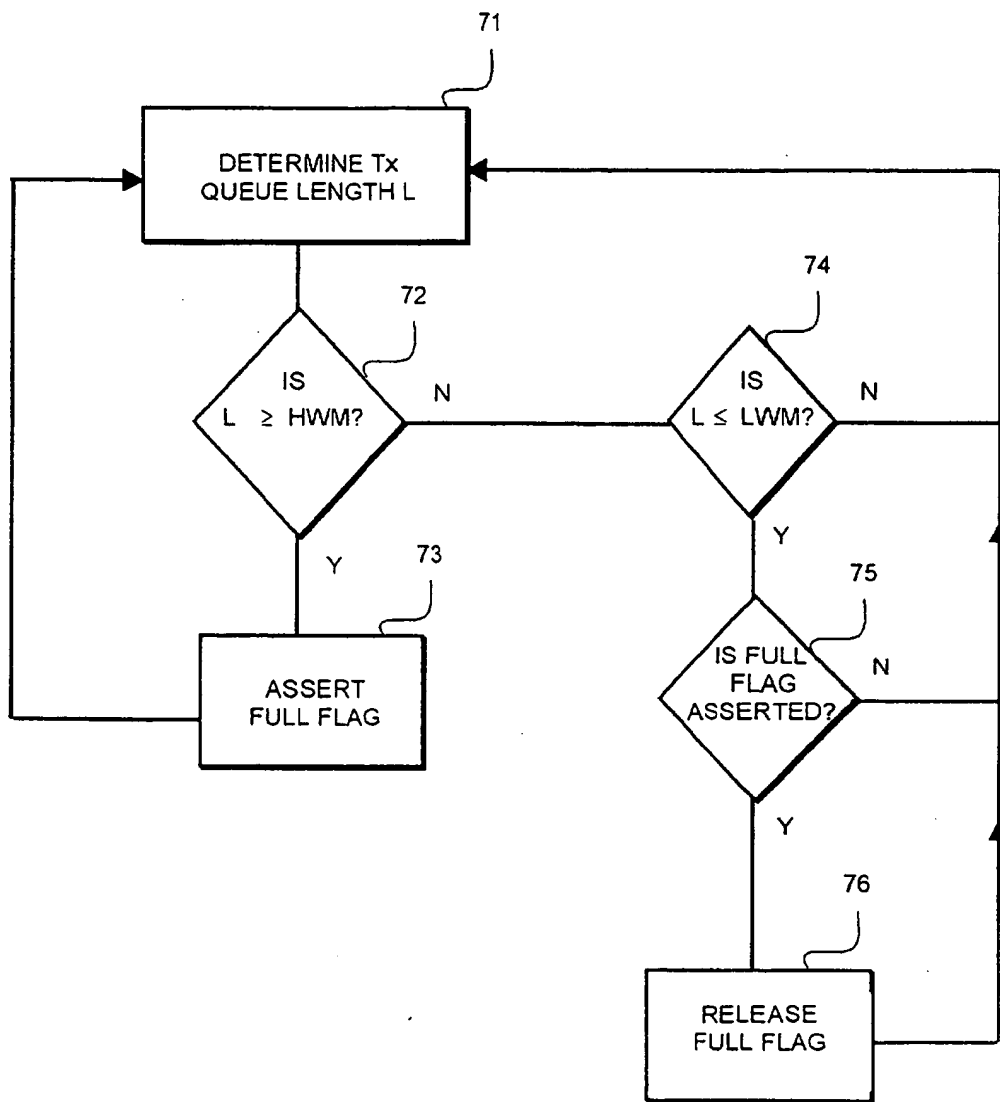 71
DETERMINE Tx
QUEUE LENGTH L
72
IS
L ≥ HWM?
N
Y
73
ASSERT
FULL FLAG
74
IS
L ≤ LWM?
N
Y
75
IS FULL
FLAG
ASSERTED?
N
Y
76
RELEASE
FULL FLAG